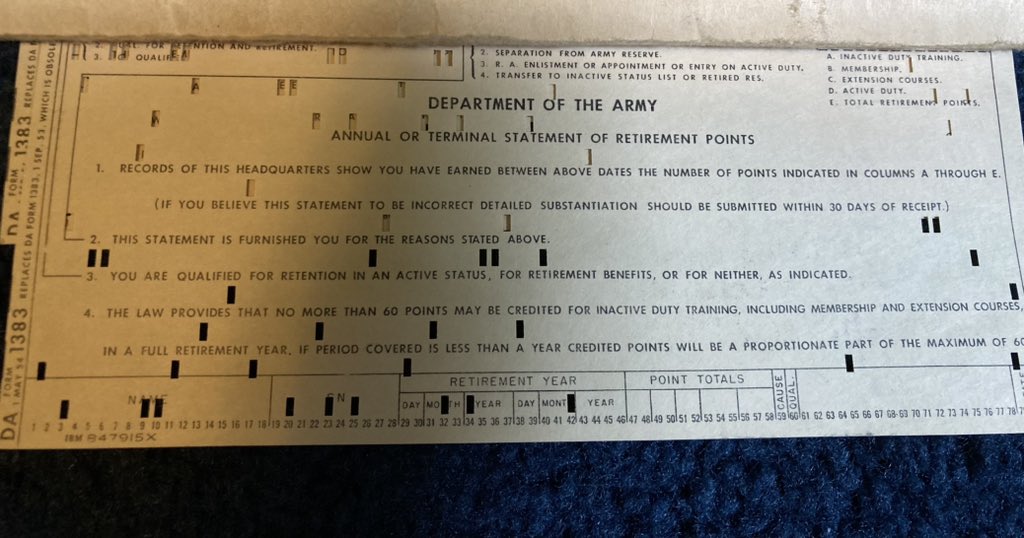 2. QUAL. FOR RETENTION AND RETIREMENT.
3. QUALIFIED
2. SEPARATION FROM ARMY RESERVE.
3. R. A. ENLISTMENT OR APPOINTMENT OR ENTRY ON ACTIVE DUTY.
4. TRANSFER TO INACTIVE STATUS LIST OR RETIRED RES.
A. INACTIVE DUTY TRAINING.
B. MEMBERSHIP.
C. EXTENSION COURSES.
D. ACTIVE DUTY.
E. TOTAL RETIREMENT POINTS.
DEPARTMENT OF THE ARMY
ANNUAL OR TERMINAL STATEMENT OF RETIREMENT POINTS
1. RECORDS OF THIS HEADQUARTERS SHOW YOU HAVE EARNED BETWEEN ABOVE DATES THE NUMBER OF POINTS INDICATED IN COLUMNS A THROUGH E.
(IF YOU BELIEVE THIS STATEMENT TO BE INCORRECT DETAILED SUBSTANTIATION SHOULD BE SUBMITTED WITHIN 30 DAYS OF RECEIPT.)
2. THIS STATEMENT IS FURNISHED YOU FOR THE REASONS STATED ABOVE.
3. YOU ARE QUALIFIED FOR RETENTION IN AN ACTIVE STATUS, FOR RETIREMENT BENEFITS, OR FOR NEITHER, AS INDICATED.
4. THE LAW PROVIDES THAT NO MORE THAN 60 POINTS MAY BE CREDITED FOR INACTIVE DUTY TRAINING, INCLUDING MEMBERSHIP AND EXTENSION COURSES,
IN A FULL RETIREMENT YEAR. IF PERIOD COVERED IS LESS THAN A YEAR CREDITED POINTS WILL BE A PROPORTIONATE PART OF THE MAXIMUM OF 60
DA FORM 1 MAY 54 1383 REPLACES DA FORM 1383, 1 SEP. 53, WHICH IS OBSOL
DA FORM 1383 REPLACES DA F
NAME
SN
RETIREMENT YEAR
DAY MONTH YEAR DAY MONTH YEAR
POINT TOTALS
CAUSE
QUAL.
1 2 3 4 5 6 7 8 9 10 11 12 13 14 15 16 17 18 19 20 21 22 23 24 25 26 27 28 29 30 31 32 33 34 35 36 37 38 39 40 41 42 43 44 45 46 47 48 49 50 51 52 53 54 55 56 57 58 59 60 61 62 63 64 65 66 67 68 69 70 71 72 73 74 75 76 77 78
IBM 847915X